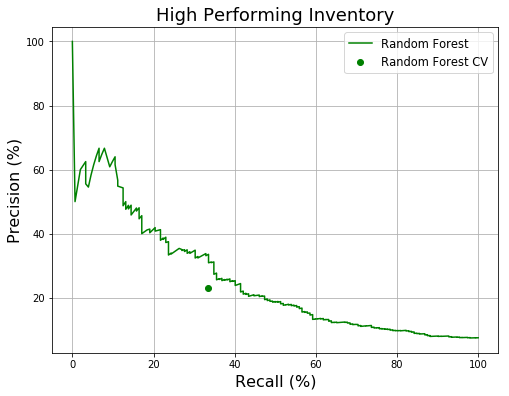 High Performing Inventory
Random Forest
Random Forest CV
Precision (%)
100
80
60
40
20
0 20 40 60 80 100
Recall (%)